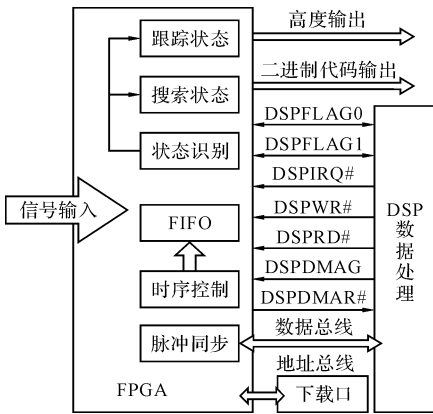 高度输出
跟踪状态
二进制代码输出
搜索状态
DSPFLAG0
DSPFLAG1
状态识别
DSPIRQ#
信号输入
FIFO
DSPWR#
DSP数据处理
DSPRD#
DSPDMAG
时序控制
DSPDMAR#
数据总线
脉冲同步
地址总线
FPGA
下载口